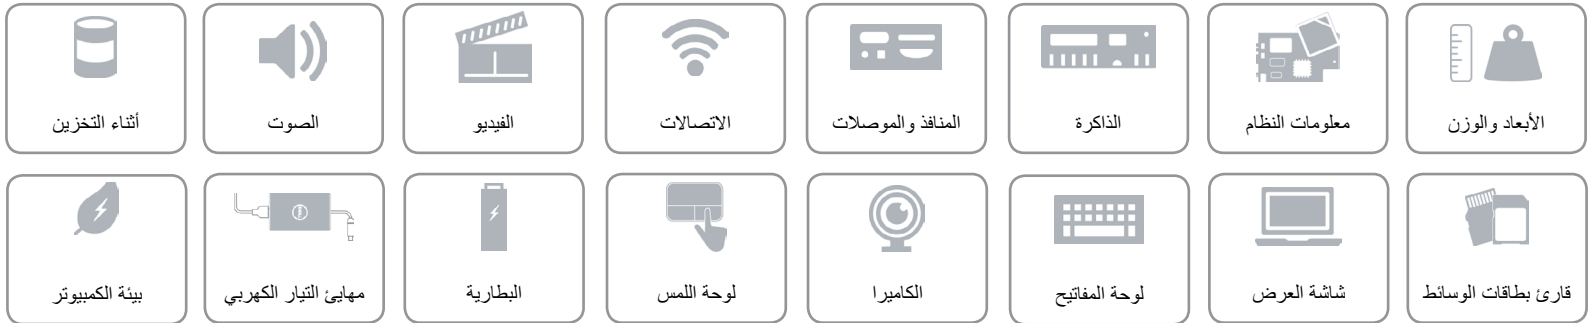 الأبعاد والوزن
معلومات النظام
الذاكرة
المنافذ والموصلات
الاتصالات
الفيديو
الصوت
أثناء التخزين
قارئ بطاقات الوسائط
شاشة العرض
لوحة المفاتيح
الكاميرا
لوحة اللمس
البطارية
مهايئ التيار الكهربي
بيئة الكمبيوتر